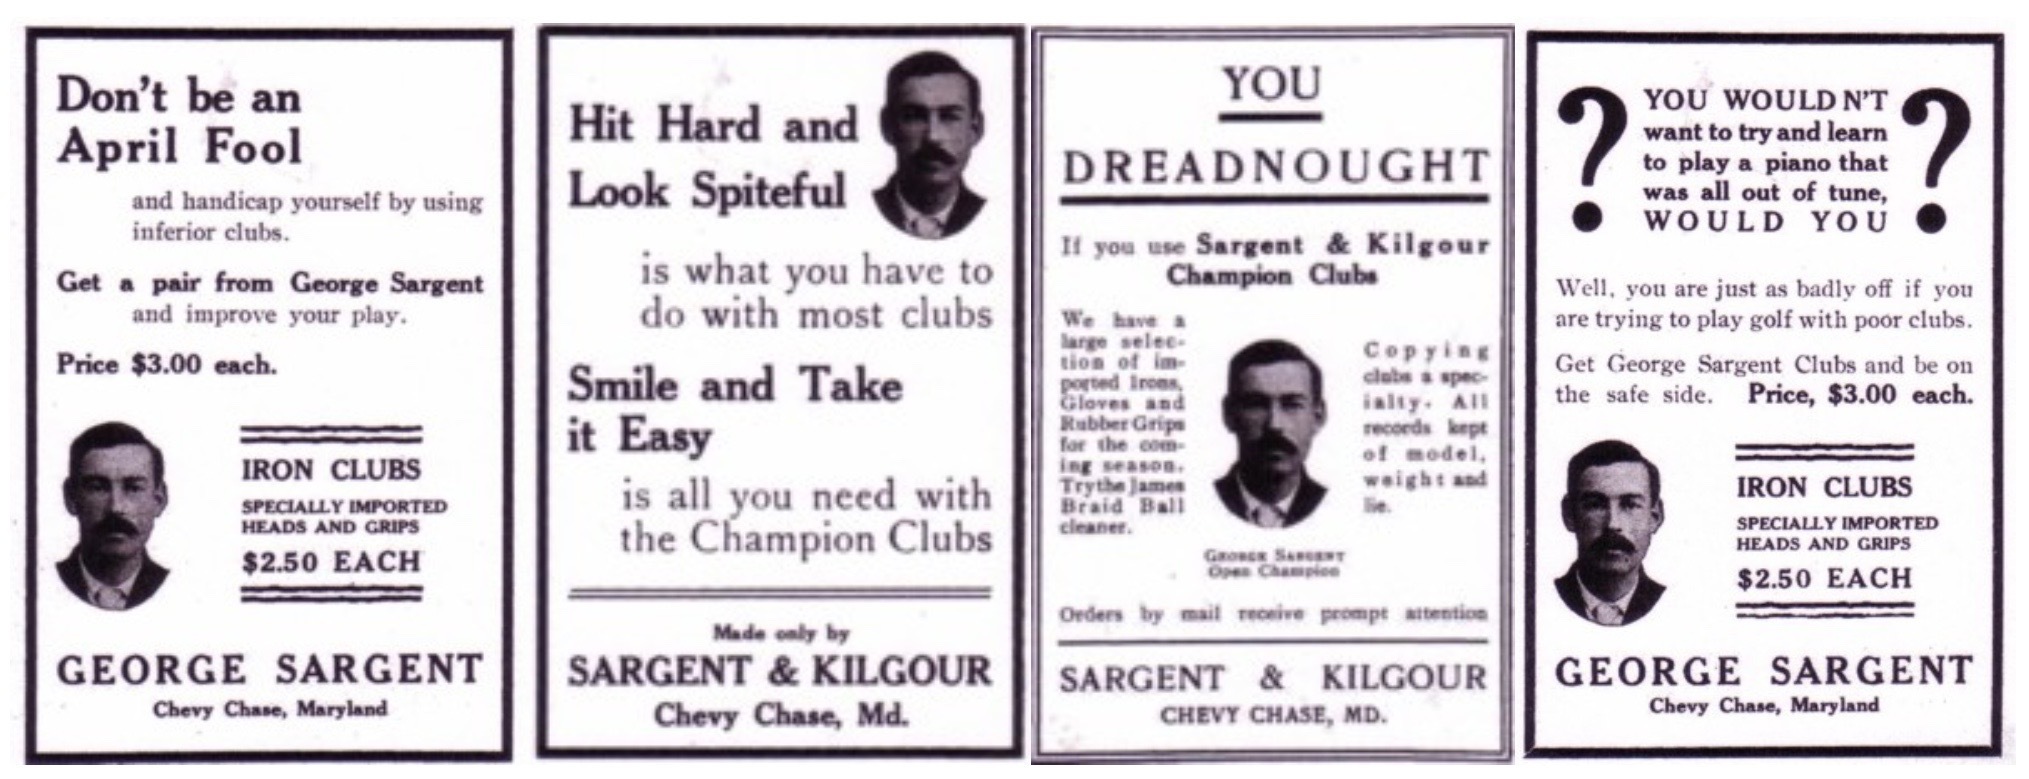 Don't be an
April Fool
and handicap yourself by using
inferior clubs.
Get a pair from George Sargent
and improve your play.
Price $3.00 each.
IRON CLUBS
SPECIALLY IMPORTED
HEADS AND GRIPS
$2.50 EACH
GEORGE SARGENT
Chevy Chase, Maryland
Hit Hard and
Look Spiteful
is what you have to
do with most clubs
Smile and Take
it Easy
is all you need with
the Champion Clubs
Made only by
SARGENT & KILGOUR
Chevy Chase, Md.
YOU
DREADNOUGHT
If you use Sargent & Kilgour
Champion Clubs
We have a
large selec-
tion of im-
ported Irons,
Gloves and
Rubber Grips
for the com-
ing season.
Try the James
Braid Ball
cleaner.
Copying
clubs a spec-
ialty. All
records kept
of model,
weight and
lie.
GEORGE SARGENT
Open Champion
Orders by mail receive prompt attention
SARGENT & KILGOUR
CHEVY CHASE, MD.
? YOU WOULDN'T ?
want to try and learn
to play a piano that
was all out of tune,
WOULD YOU
Well, you are just as badly off if you
are trying to play golf with poor clubs.
Get George Sargent Clubs and be on
the safe side. Price, $3.00 each.
IRON CLUBS
SPECIALLY IMPORTED
HEADS AND GRIPS
$2.50 EACH
GEORGE SARGENT
Chevy Chase, Maryland